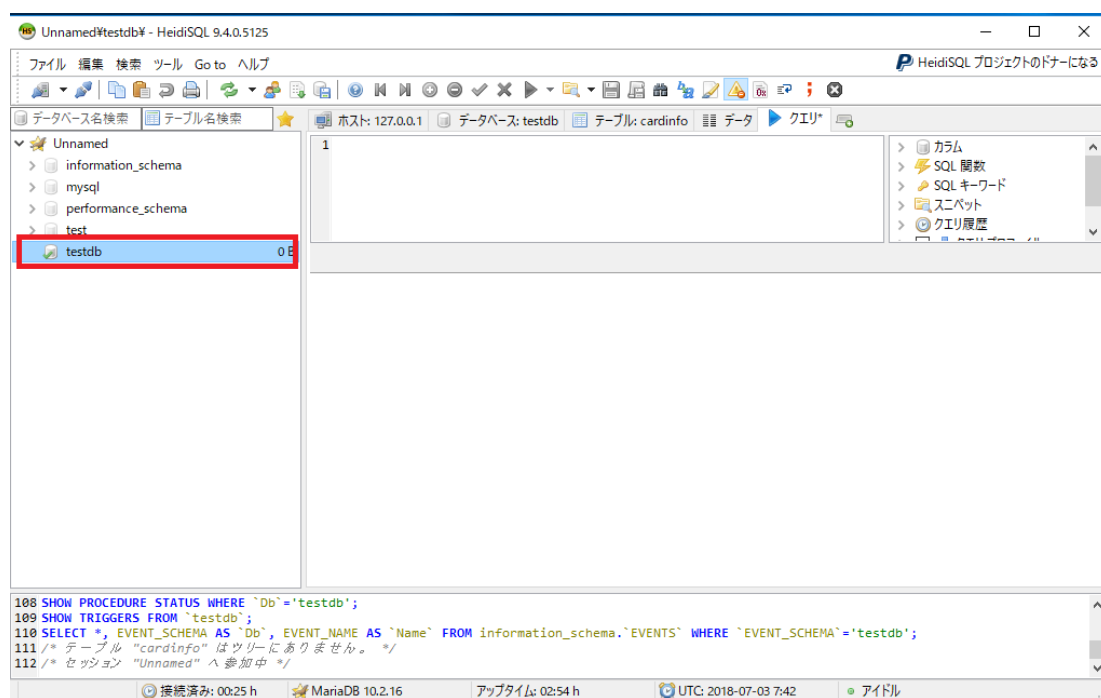 Unnamed¥testdb¥ - HeidiSQL 9.4.0.5125
ファイル 編集 検索 ツール Go to ヘルプ
HeidiSQL プロジェクトのドナーになる
データベース名検索 テーブル名検索
ホスト: 127.0.0.1 データベース: testdb テーブル: cardinfo データ クエリ*
Unnamed
information_schema
mysql
performance_schema
test
testdb 0 B
1
カラム
SQL 関数
SQL キーワード
スニペット
クエリ履歴
108 SHOW PROCEDURE STATUS WHERE `Db`='testdb';
109 SHOW TRIGGERS FROM `testdb`;
110 SELECT *, EVENT_SCHEMA AS `Db`, EVENT_NAME AS `Name` FROM information_schema.`EVENTS` WHERE `EVENT_SCHEMA`='testdb';
111 /* テーブル "cardinfo" はツリーにありません。 */
112 /* セッション "Unnamed" へ参加中 */
接続済み: 00:25 h MariaDB 10.2.16 アップタイム: 02:54 h UTC: 2018-07-03 7:42 アイドル